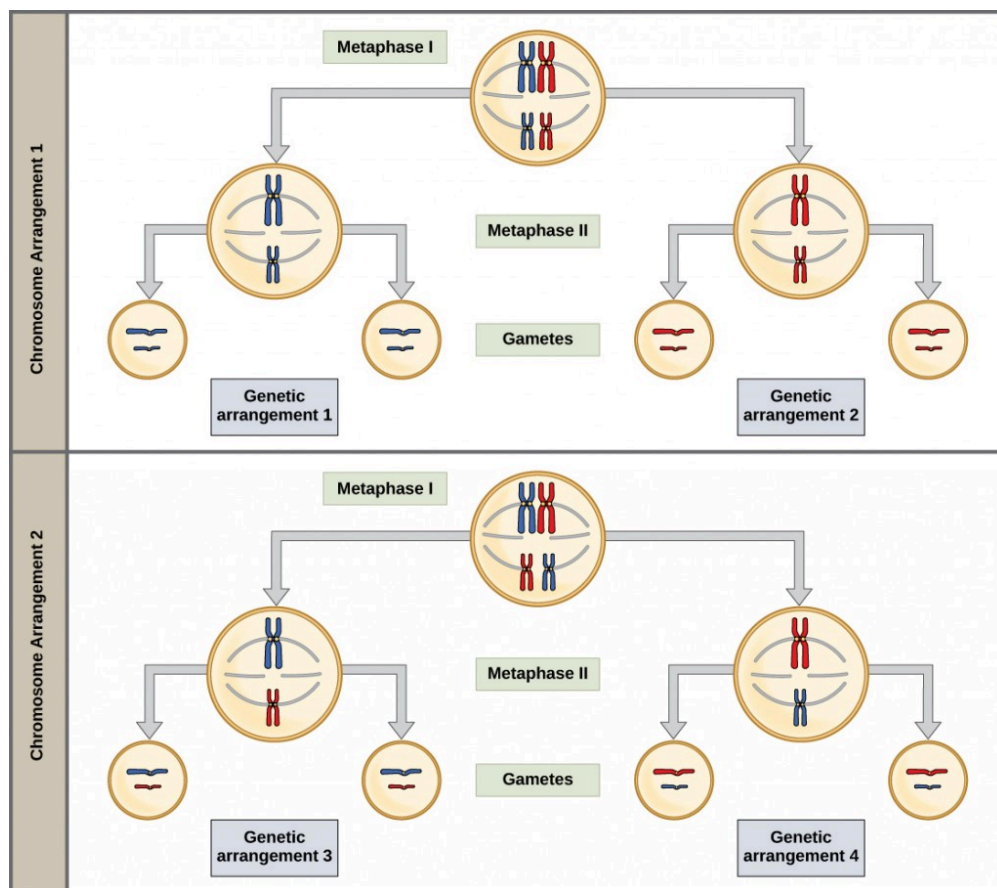 Chromosome Arrangement 1
Metaphase I
Metaphase II
Gametes
Genetic
arrangement 1
Genetic
arrangement 2
Chromosome Arrangement 2
Metaphase I
Metaphase II
Gametes
Genetic
arrangement 3
Genetic
arrangement 4